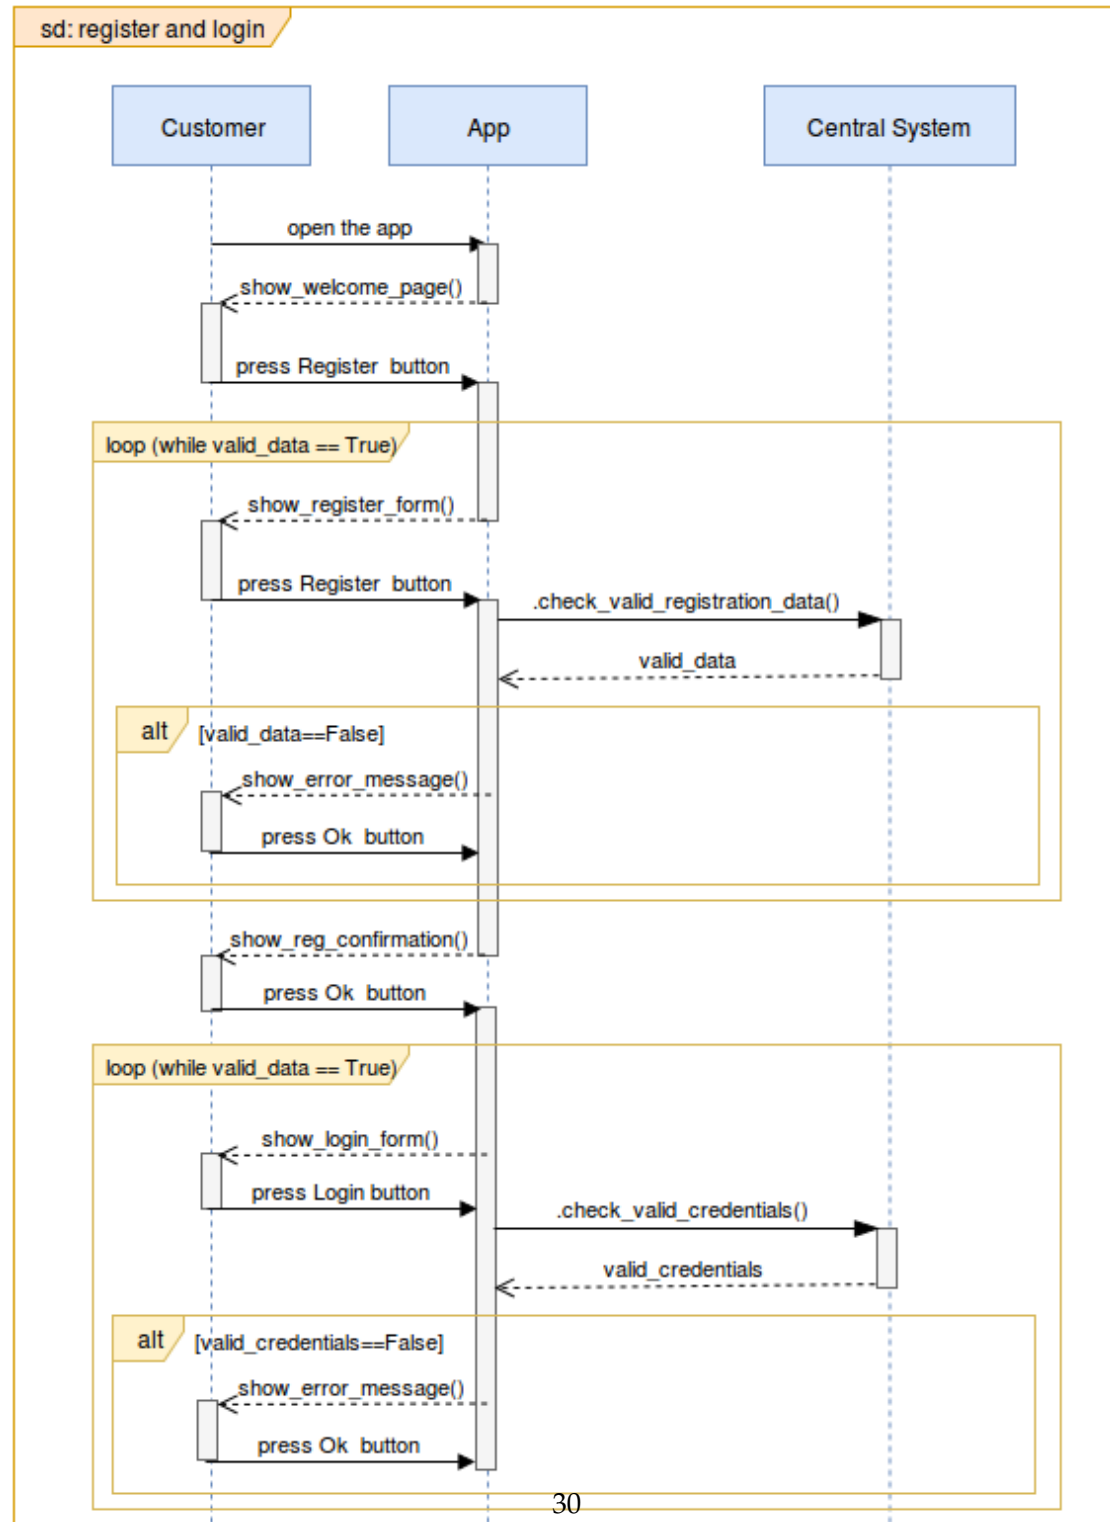 sd: register and login
Customer
App
Central System
open the app
show_welcome_page()
press Register button
loop (while valid_data == True)
show_register_form()
press Register button
.check_valid_registration_data()
valid_data
alt
[valid_data==False]
show_error_message()
press Ok button
show_reg_confirmation()
press Ok button
loop (while valid_data == True)
show_login_form()
press Login button
.check_valid_credentials()
valid_credentials
alt
[valid_credentials==False]
show_error_message()
press Ok button
30